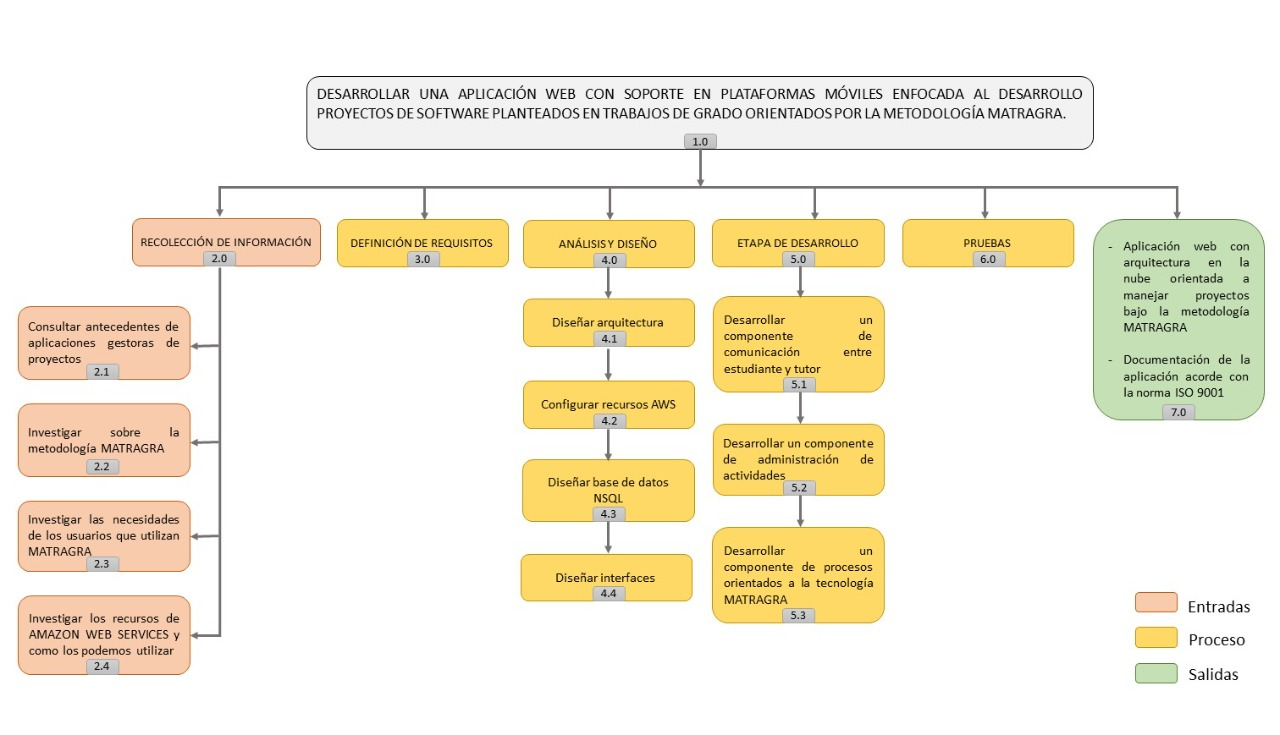 DESARROLLAR UNA APLICACIÓN WEB CON SOPORTE EN PLATAFORMAS MÓVILES ENFOCADA AL DESARROLLO
PROYECTOS DE SOFTWARE PLANTEADOS EN TRABAJOS DE GRADO ORIENTADOS POR LA METODOLOGÍA MATRAGRA.
1.0
RECOLECCIÓN DE INFORMACIÓN
2.0
Consultar antecedentes de
aplicaciones gestoras de
proyectos
2.1
Investigar sobre la
metodología MATRAGRA
2.2
Investigar las necesidades
de los usuarios que utilizan
MATRAGRA
2.3
Investigar los recursos de
AMAZON WEB SERVICES y
como los podemos utilizar
2.4
DEFINICIÓN DE REQUISITOS
3.0
ANÁLISIS Y DISEÑO
4.0
Diseñar arquitectura
4.1
Configurar recursos AWS
4.2
Diseñar base de datos
NSQL
4.3
Diseñar interfaces
4.4
ETAPA DE DESARROLLO
5.0
Desarrollar un
componente de
comunicación entre
estudiante y tutor
5.1
Desarrollar un componente
de administración de
actividades
5.2
Desarrollar un
componente de procesos
orientados a la tecnología
MATRAGRA
5.3
PRUEBAS
6.0
- Aplicación web con
arquitectura en la
nube orientada a
manejar proyectos
bajo la metodología
MATRAGRA
- Documentación de la
aplicación acorde con
la norma ISO 9001
7.0
Entradas
Proceso
Salidas